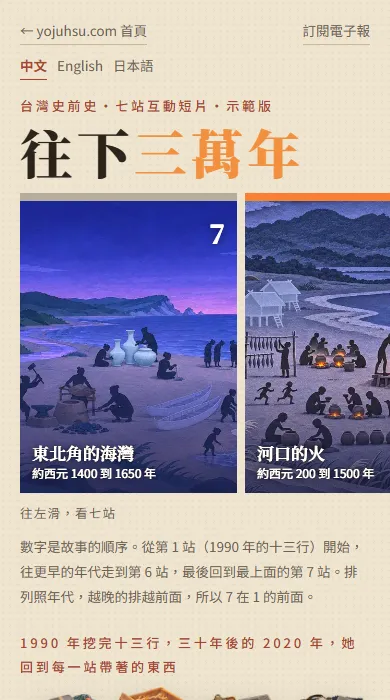 ← yojuhsu.com 首頁
訂閱電子報
中文 English 日本語
台灣史前史・七站互動短片・示範版
往下三萬年
7
東北角的海灣
約西元 1400 到 1650 年
河口的火
約西元 200 到 1500 年
往左滑，看七站
數字是故事的順序。從第 1 站（1990 年的十三行）開始，
往更早的年代走到第 6 站，最後回到最上面的第 7 站。排
列照年代，越晚的排越前面，所以 7 在 1 的前面。
1990 年挖完十三行，三十年後的 2020 年，她
回到每一站帶著的東西